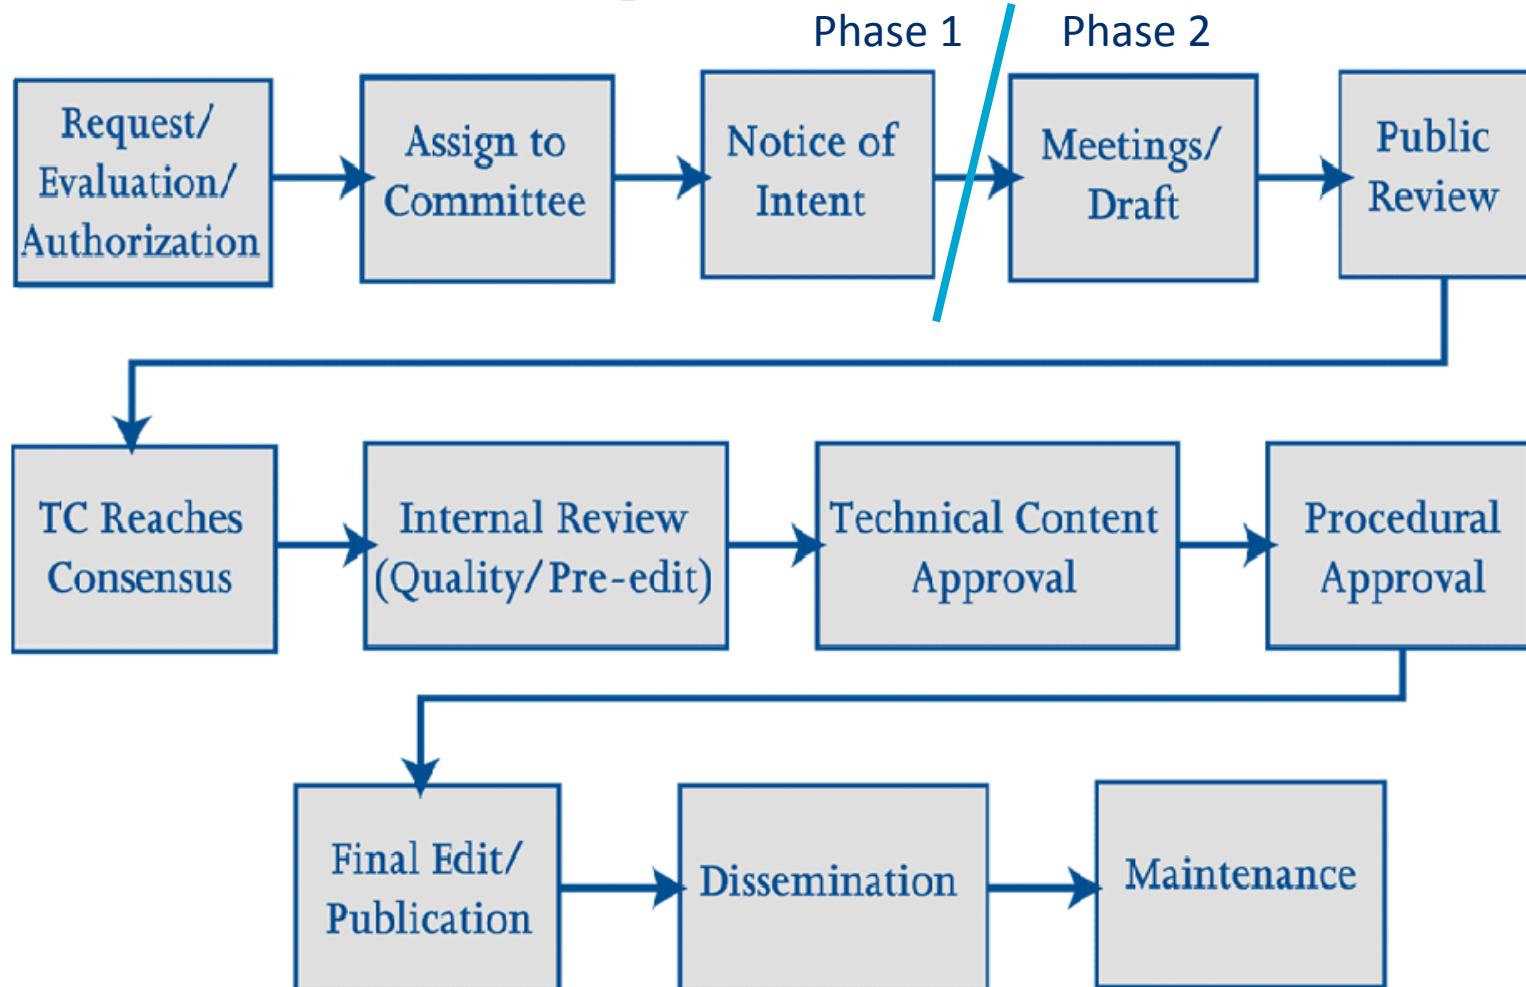 Phase 1
Phase 2
Request/
Evaluation/
Authorization
Assign to
Committee
Notice of
Intent
Meetings/
Draft
Public
Review
TC Reaches
Consensus
Internal Review
(Quality/Pre-edit)
Technical Content
Approval
Procedural
Approval
Final Edit/
Publication
Dissemination
Maintenance